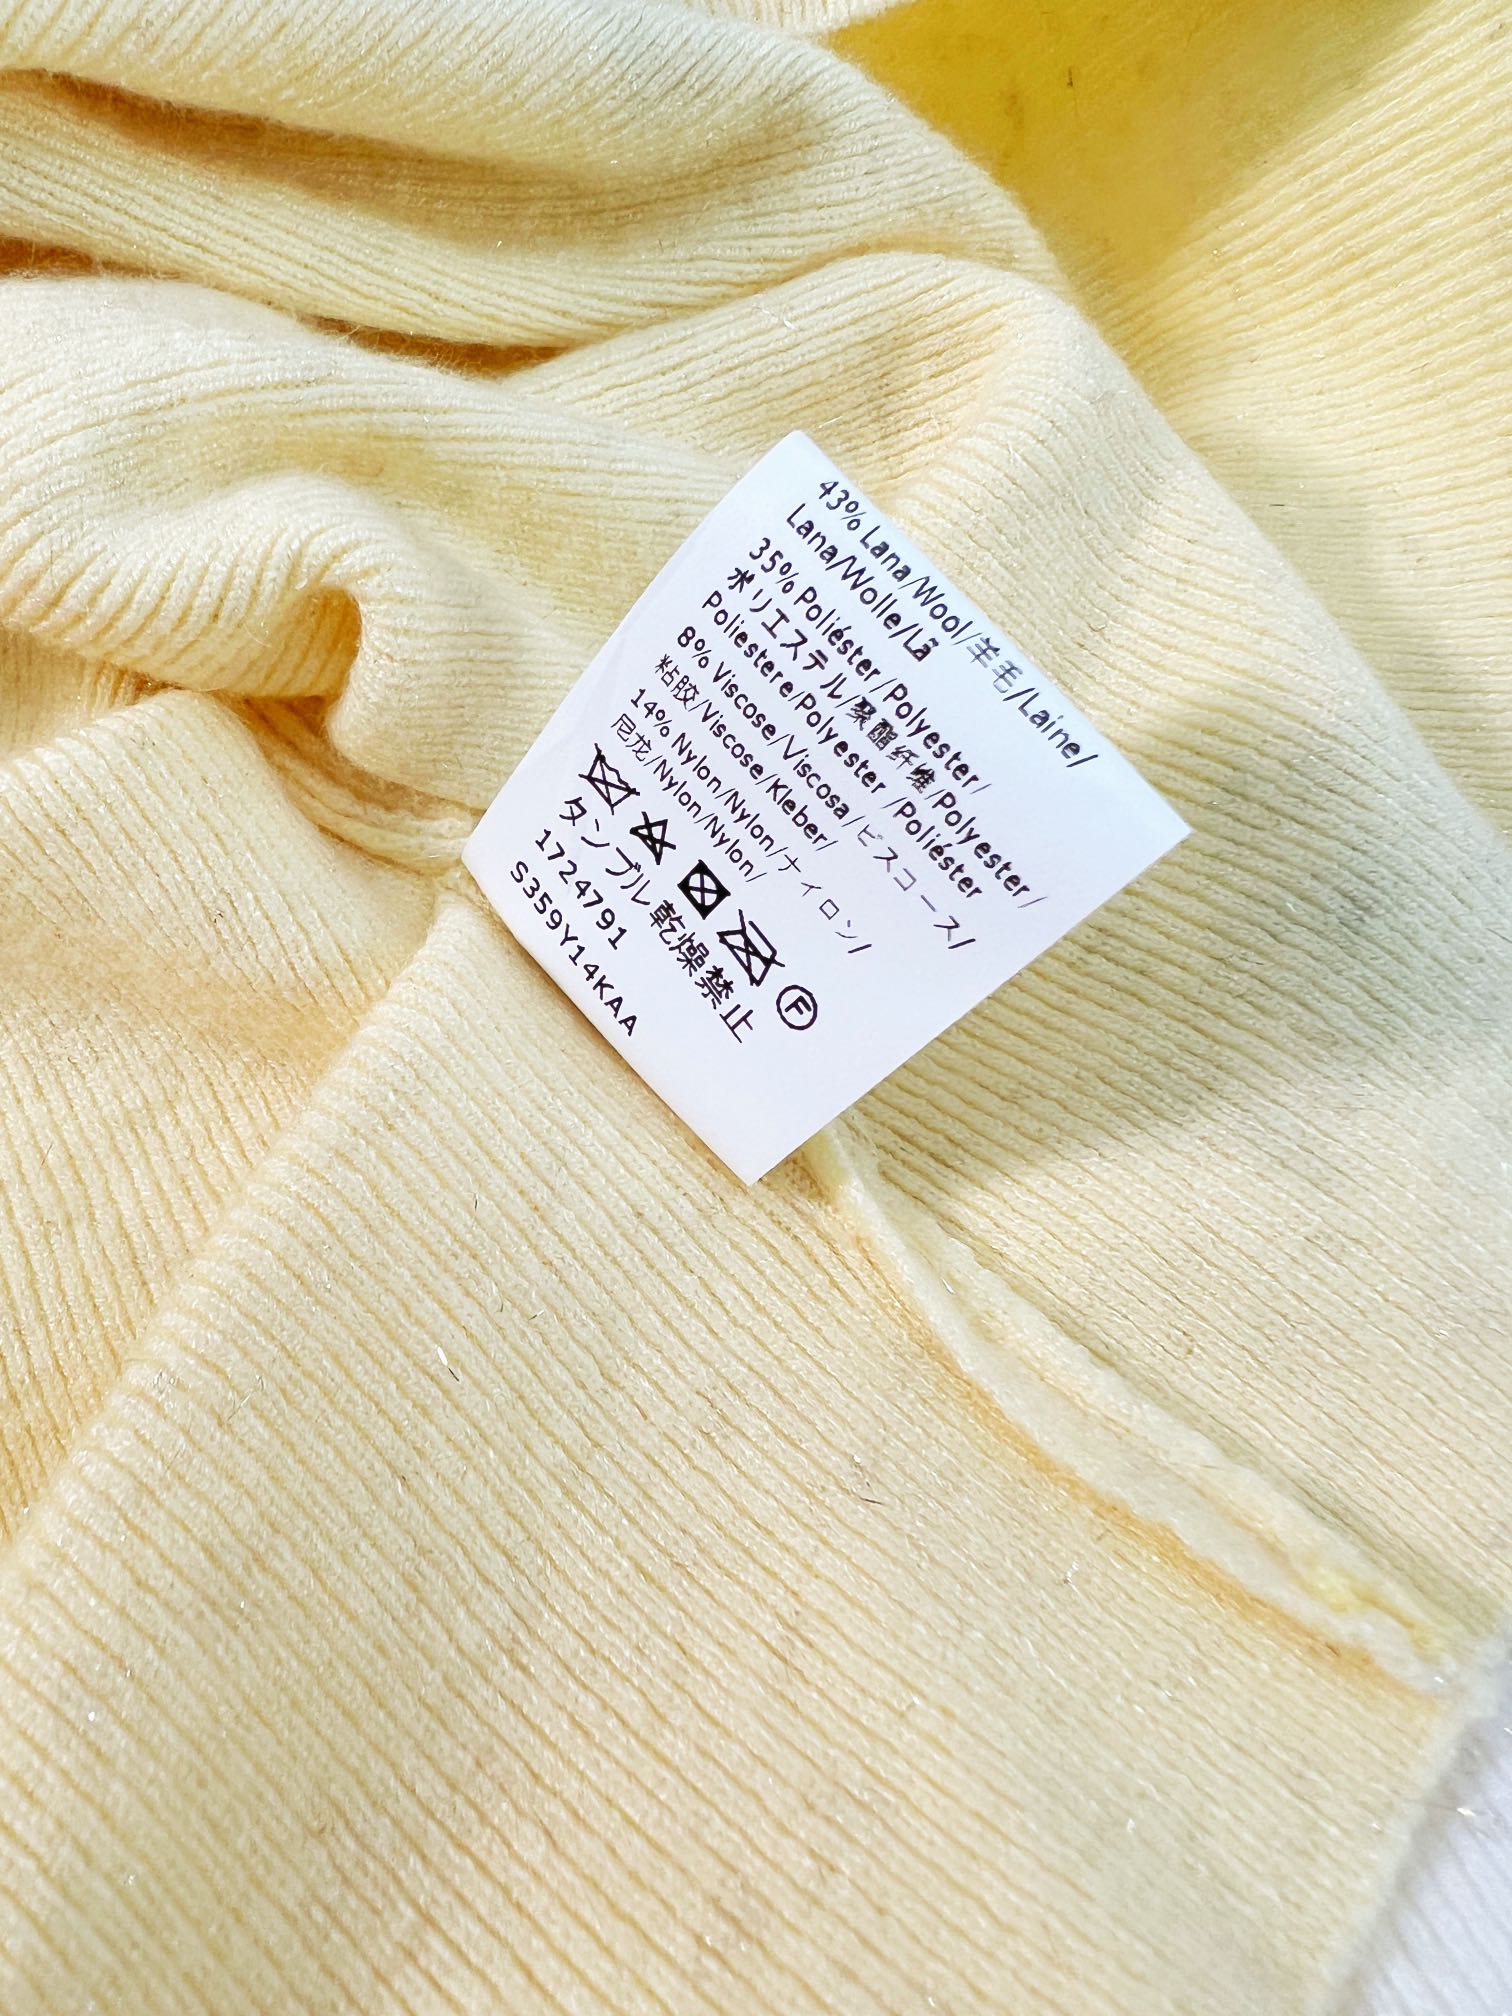 43% Lana/Wool/羊毛/Laine/
Lana/Wolle/Lã
35% Poliéster/Polyester/
ポリエステル/聚酯纤维/Polyester/
Poliestere/Polyester /Poliéster
8% Viscose/Viscosa/ビスコース/
粘胶/Viscose/Kleber/
14% Nylon/Nylon/ナイロン/
尼龙/Nylon/Nylon/
F
タンブル乾燥禁止
1724791
S359Y14KAA